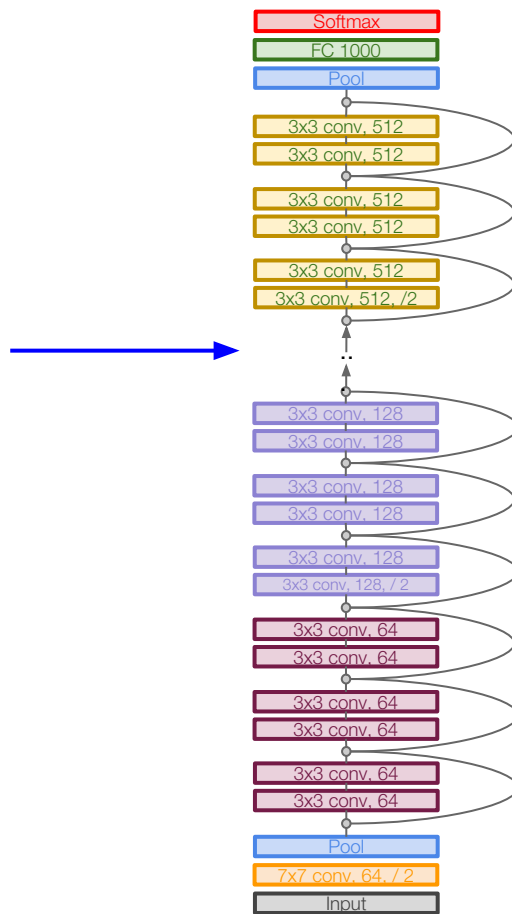 Softmax
FC 1000
Pool
3x3 conv, 512
3x3 conv, 512
3x3 conv, 512
3x3 conv, 512
3x3 conv, 512
3x3 conv, 512, /2
..
3x3 conv, 128
3x3 conv, 128
3x3 conv, 128
3x3 conv, 128
3x3 conv, 128
3x3 conv, 128, / 2
3x3 conv, 64
3x3 conv, 64
3x3 conv, 64
3x3 conv, 64
3x3 conv, 64
3x3 conv, 64
Pool
7x7 conv, 64, / 2
Input